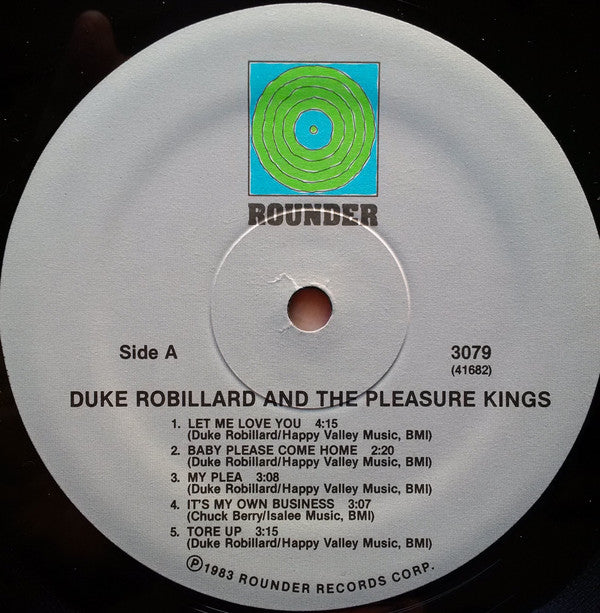 ROUNDER
Side A
3079
(41682)
DUKE ROBILLARD AND THE PLEASURE KINGS
1. LET ME LOVE YOU 4:15
(Duke Robillard/Happy Valley Music, BMI)
2. BABY PLEASE COME HOME 2:20
(Duke Robillard/Happy Valley Music, BMI)
3. MY PLEA 3:08
(Duke Robillard/Happy Valley Music, BMI)
4. IT'S MY OWN BUSINESS 3:07
(Chuck Berry/Isalee Music, BMI)
5. TORE UP 3:15
(Duke Robillard/Happy Valley Music, BMI)
℗1983 ROUNDER RECORDS CORP.